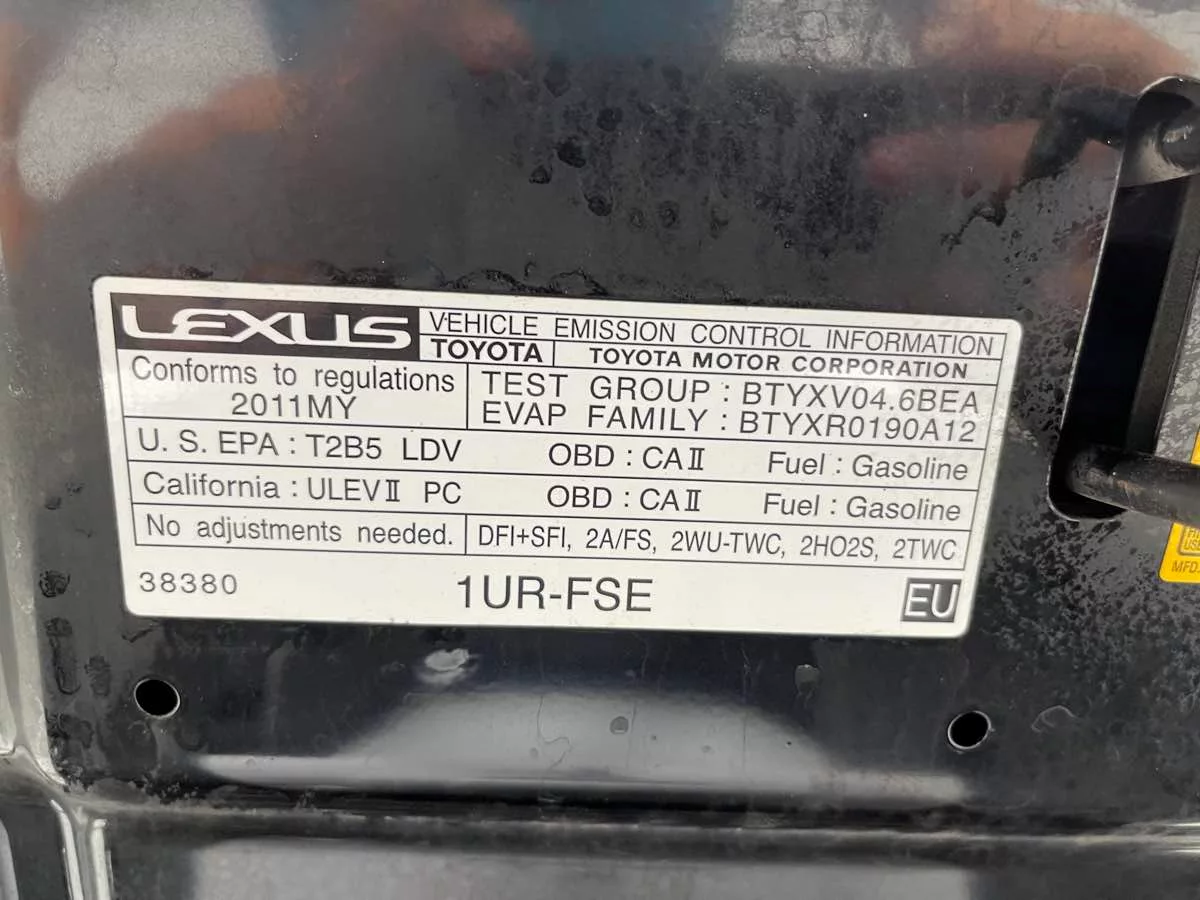 LEXUS VEHICLE EMISSION CONTROL INFORMATION
TOYOTA TOYOTA MOTOR CORPORATION
Conforms to regulations
2011MY
TEST GROUP : BTYXV04.6BEA
EVAP FAMILY : BTYXR0190A12
U. S. EPA : T2B5 LDV OBD : CAⅡ Fuel : Gasoline
California : ULEVⅡ PC OBD : CAⅡ Fuel : Gasoline
No adjustments needed. DFI+SFI, 2A/FS, 2WU-TWC, 2HO2S, 2TWC
38380 1UR-FSE EU
MFD.